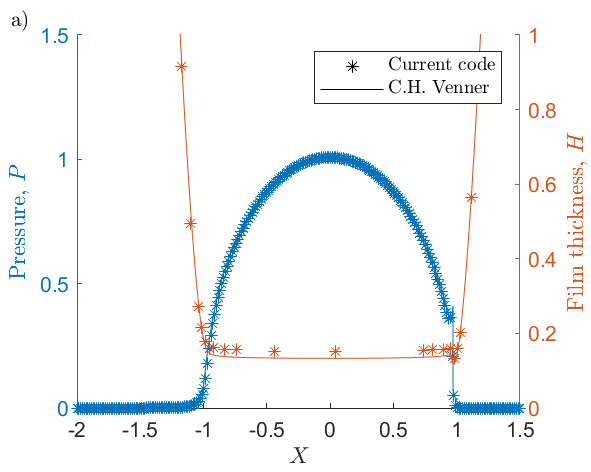 a)
Current code
C.H. Venner
Pressure, P
1.5
1
0.5
0
Film thickness, H
1
0.8
0.6
0.4
0.2
0
-2 -1.5 -1 -0.5 0 0.5 1 1.5
X